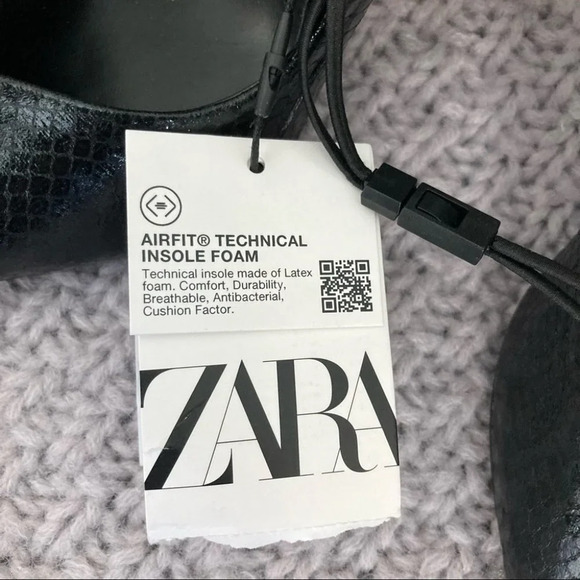 AIRFIT® TECHNICAL
INSOLE FOAM
Technical insole made of Latex
foam. Comfort, Durability,
Breathable, Antibacterial,
Cushion Factor.
ZARA